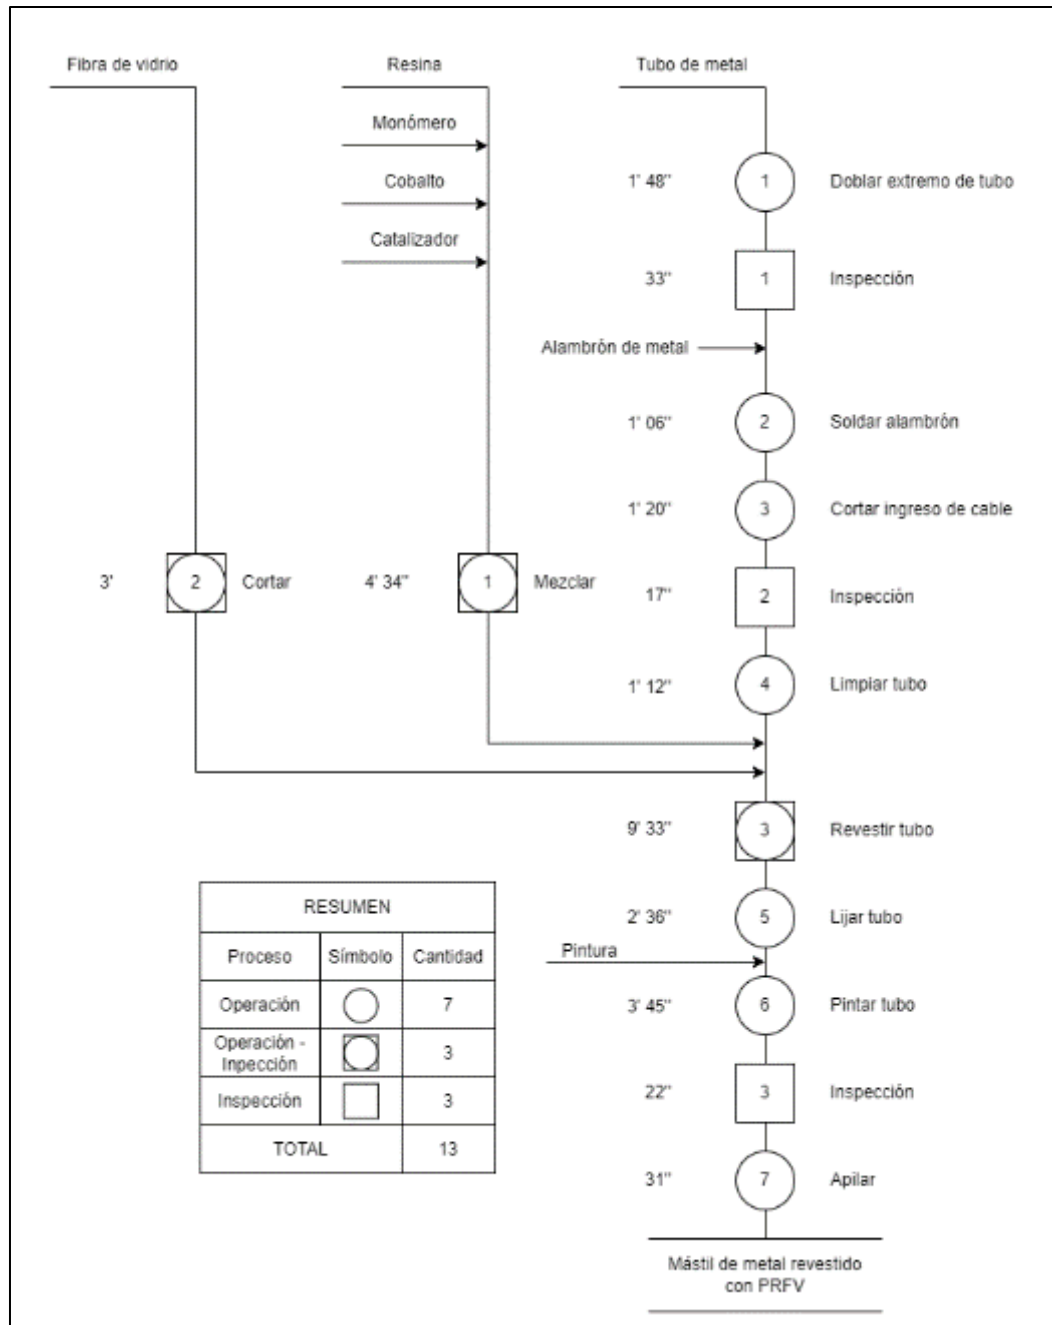 Fibra de vidrio
Resina
Tubo de metal
Monómero
Cobalto
Catalizador
1' 48''
1
Doblar extremo de tubo
33''
1
Inspección
Alambrón de metal
1' 06''
2
Soldar alambrón
1' 20''
3
Cortar ingreso de cable
3'
2
Cortar
4' 34''
1
Mezclar
17''
2
Inspección
1' 12''
4
Limpiar tubo
9' 33''
3
Revestir tubo
2' 36''
5
Lijar tubo
Pintura
3' 45''
6
Pintar tubo
22''
3
Inspección
31''
7
Apilar
Mástil de metal revestido
con PRFV
RESUMEN
Proceso
Símbolo
Cantidad
Operación
7
Operación -
Inpección
3
Inspección
3
TOTAL
13